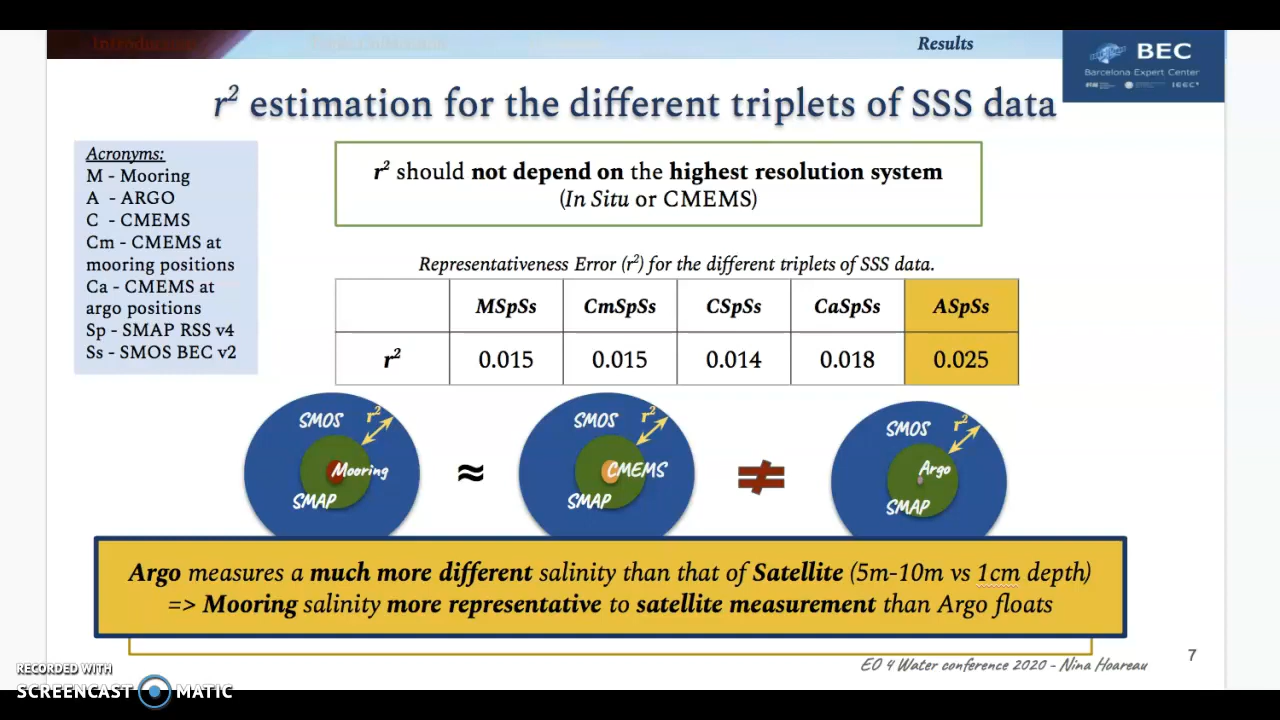 Introduction
Results
BEC
Barcelona Expert Center
r² estimation for the different triplets of SSS data
Acronyms:
M - Mooring
A - ARGO
C - CMEMS
Cm - CMEMS at
mooring positions
Ca - CMEMS at
argo positions
Sp - SMAP RSS v4
Ss - SMOS BEC v2
r² should not depend on the highest resolution system
(In Situ or CMEMS)
Representativeness Error (r²) for the different triplets of SSS data.
MSpSs CmSpSs CSpSs CaSpSs ASpSs
r² 0.015 0.015 0.014 0.018 0.025
SMOS r² Mooring SMAP
≈
SMOS r² CMEMS SMAP
≠
SMOS r² Argo SMAP
Argo measures a much more different salinity than that of Satellite (5m-10m vs 1cm depth)
=> Mooring salinity more representative to satellite measurement than Argo floats
EO 4 Water conference 2020 - Nina Hoareau
7
RECORDED WITH
SCREENCAST MATIC